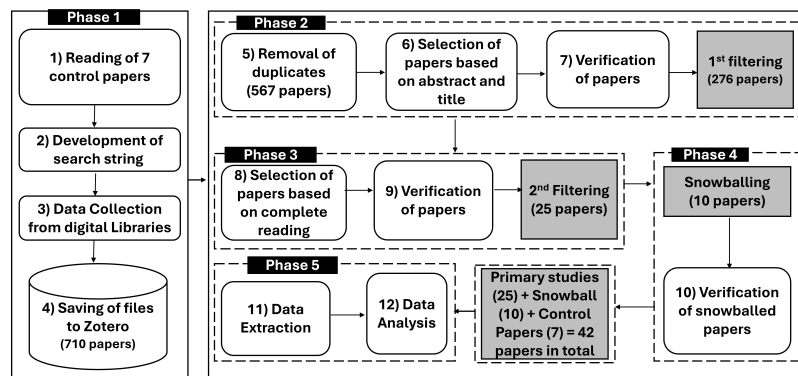 Phase 1
1) Reading of 7
control papers
2) Development of
search string
3) Data Collection
from digital Libraries
4) Saving of files
to Zotero
(710 papers)
Phase 2
5) Removal of
duplicates
(567 papers)
6) Selection of
papers based
on abstract and
title
7) Verification
of papers
1st filtering
(276 papers)
Phase 3
8) Selection of
papers based
on complete
reading
9) Verification
of papers
2nd Filtering
(25 papers)
Phase 4
Snowballing
(10 papers)
10) Verification
of snowballed
papers
Primary studies
(25) + Snowball
(10) + Control
Papers (7) = 42
papers in total
Phase 5
11) Data
Extraction
12) Data
Analysis